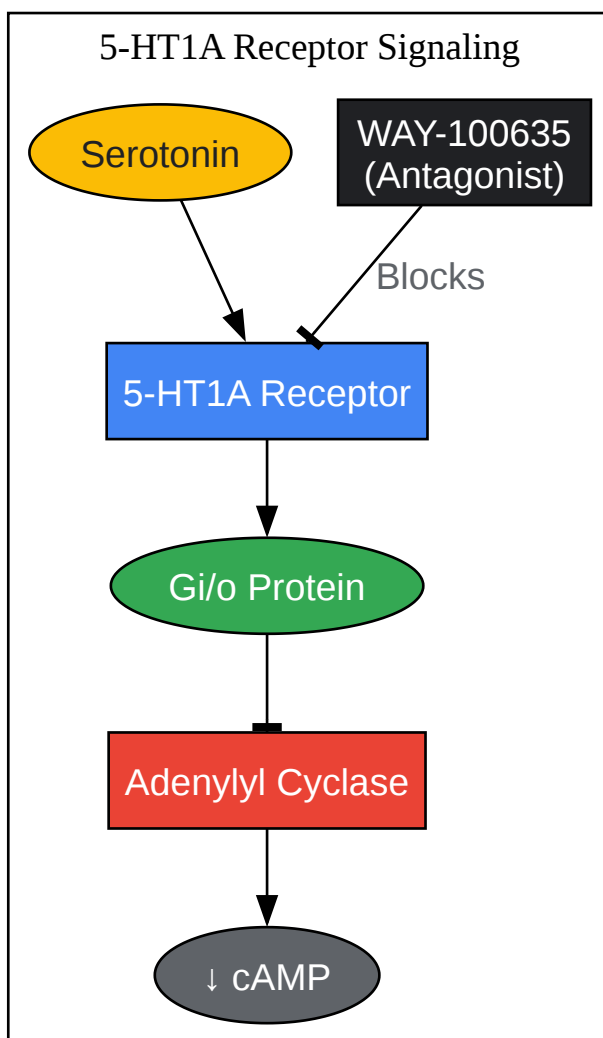 5-HT1A Receptor Signaling
Serotonin
WAY-100635
(Antagonist)
Blocks
5-HT1A Receptor
Gi/o Protein
Adenylyl Cyclase
↓ cAMP